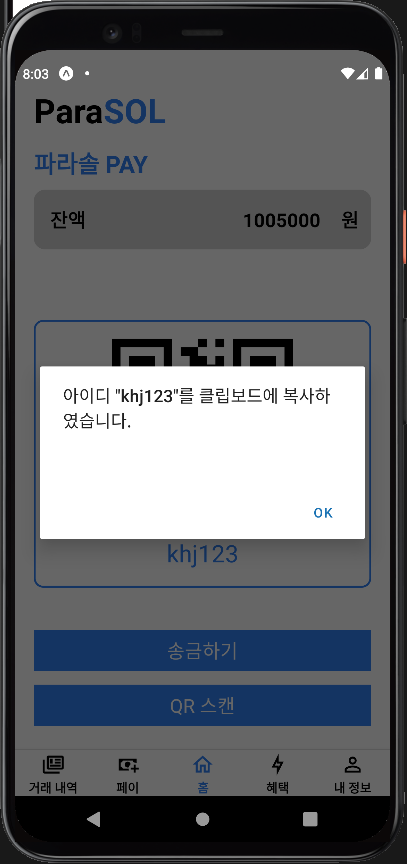 8:03
ParaSOL
파라솔 PAY
잔액 1005000 원
아이디 "khj123"를 클립보드에 복사하
였습니다.
OK
khj123
송금하기
QR 스캔
거래 내역 페이 홈 혜택 내 정보